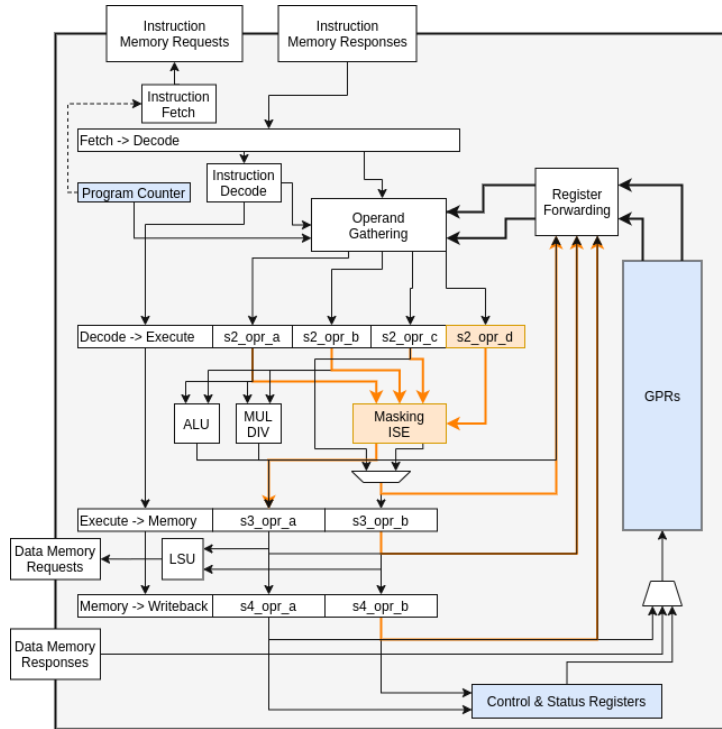 Instruction
Memory Requests
Instruction
Memory Responses
Instruction
Fetch
Fetch -> Decode
Instruction
Decode
Program Counter
Operand
Gathering
Register
Forwarding
Decode -> Execute
s2_opr_a
s2_opr_b
s2_opr_c
s2_opr_d
GPRs
ALU
MUL
DIV
Masking
ISE
Execute -> Memory
s3_opr_a
s3_opr_b
Data Memory
Requests
LSU
Memory -> Writeback
s4_opr_a
s4_opr_b
Data Memory
Responses
Control & Status Registers